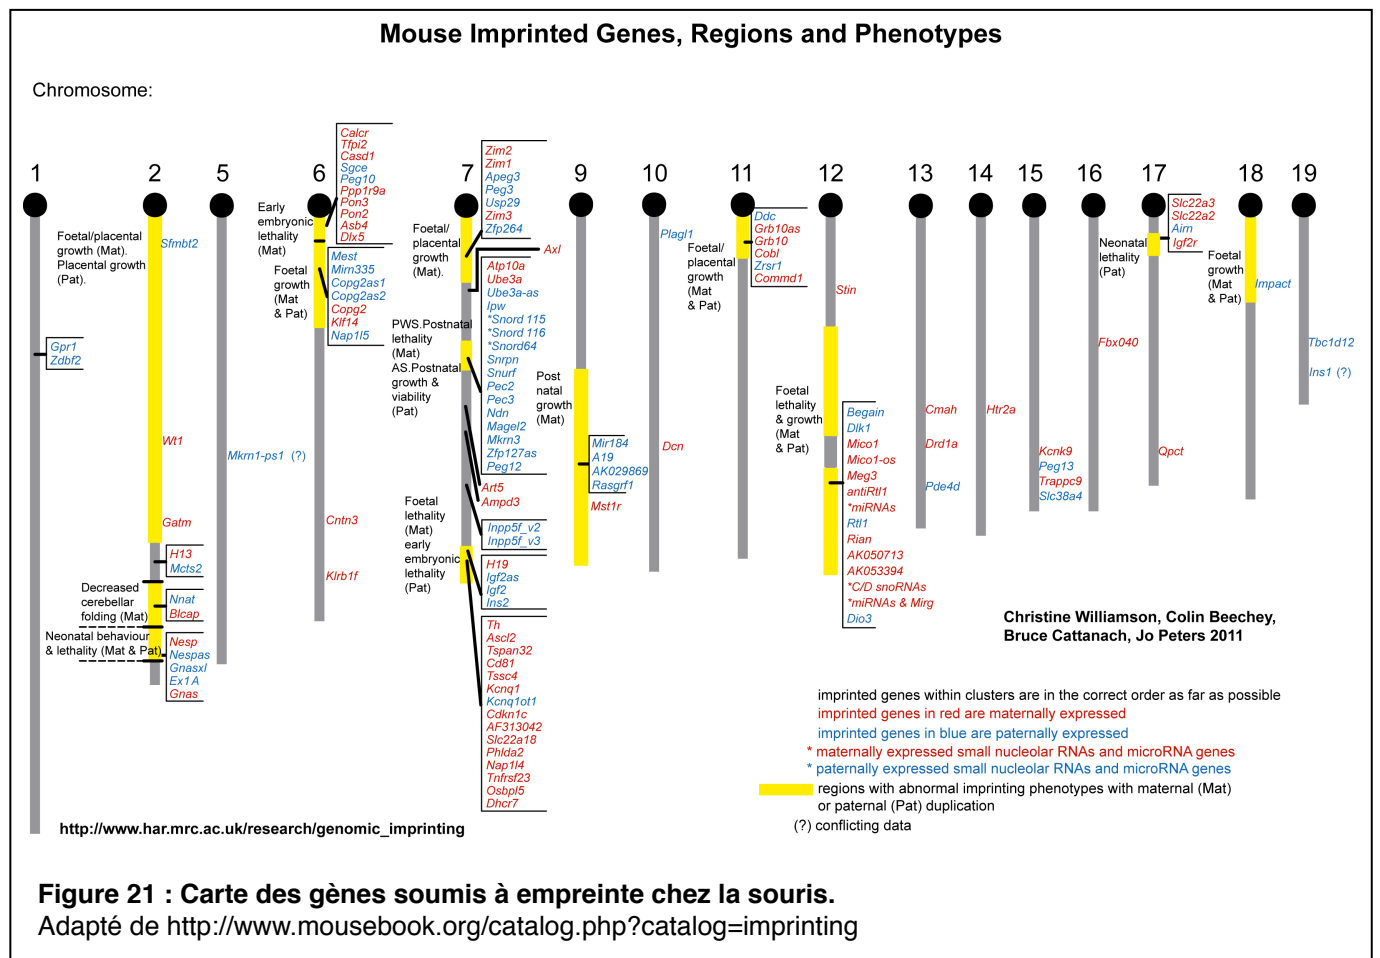 Mouse Imprinted Genes, Regions and Phenotypes
Chromosome:
1
2
5
6
7
9
10
11
12
13
14
15
16
17
18
19
Gpr1
Zdbf2
Foetal/placental
growth (Mat).
Placental growth
(Pat).
Sfmbt2
Wt1
Gatm
H13
Mcts2
Decreased
cerebellar
folding (Mat)
Nnat
Blcap
Neonatal behaviour
& lethality (Mat & Pat)
Nesp
Nespas
Gnasxl
Ex1A
Gnas
Mkrn1-ps1 (?)
Calcr
Tfpi2
Casd1
Sgce
Peg10
Ppp1r9a
Pon3
Pon2
Asb4
Dlx5
Early
embryonic
lethality
(Mat)
Foetal
growth
(Mat
& Pat)
Mest
Mirn335
Copg2as1
Copg2as2
Copg2
Klf14
Nap1l5
Cntn3
Klrb1f
Zim2
Zim1
Apeg3
Peg3
Usp29
Zim3
Zfp264
Foetal/
placental
growth
(Mat).
Axl
Atp10a
Ube3a
Ube3a-as
Ipw
*Snord 115
*Snord 116
*Snord64
Snrpn
Snurf
Pec2
Pec3
Ndn
Magel2
Mkrn3
Zfp127as
Peg12
PWS.Postnatal
lethality
(Mat)
AS.Postnatal
growth &
viability
(Pat)
Art5
Ampd3
Inpp5f_v2
Inpp5f_v3
Foetal
lethality
(Mat)
early
embryonic
lethality
(Pat)
H19
Igf2as
Igf2
Ins2
Th
Ascl2
Tspan32
Cd81
Tssc4
Kcnq1
Kcnq1ot1
Cdkn1c
AF313042
Slc22a18
Phlda2
Nap1l4
Tnfrsf23
Osbpl5
Dhcr7
Post
natal
growth
(Mat)
Mir184
A19
AK029869
Rasgrf1
Mst1r
Plagl1
Dcn
Foetal/
placental
growth
(Mat
& Pat)
Ddc
Grb10as
Grb10
Cobl
Zrsr1
Commd1
Stin
Foetal
lethality
& growth
(Mat
& Pat)
Begain
Dlk1
Mico1
Mico1-os
Meg3
antiRtl1
*miRNAs
Rtl1
Rian
AK050713
AK053394
*C/D snoRNAs
*miRNAs & Mirg
Dio3
Cmah
Drd1a
Pde4d
Htr2a
Kcnk9
Peg13
Trappc9
Slc38a4
Fbx040
Neonatal
lethality
(Pat)
Slc22a3
Slc22a2
Airn
Igf2r
Qpct
Foetal
growth
(Mat
& Pat)
Impact
Tbc1d12
Ins1 (?)
Christine Williamson, Colin Beechey,
Bruce Cattanach, Jo Peters 2011
imprinted genes within clusters are in the correct order as far as possible
imprinted genes in red are maternally expressed
imprinted genes in blue are paternally expressed
* maternally expressed small nucleolar RNAs and microRNA genes
* paternally expressed small nucleolar RNAs and microRNA genes
regions with abnormal imprinting phenotypes with maternal (Mat)
or paternal (Pat) duplication
(?) conflicting data
http://www.har.mrc.ac.uk/research/genomic_imprinting
Figure 21 : Carte des gènes soumis à empreinte chez la souris.
Adapté de http://www.mousebook.org/catalog.php?catalog=imprinting